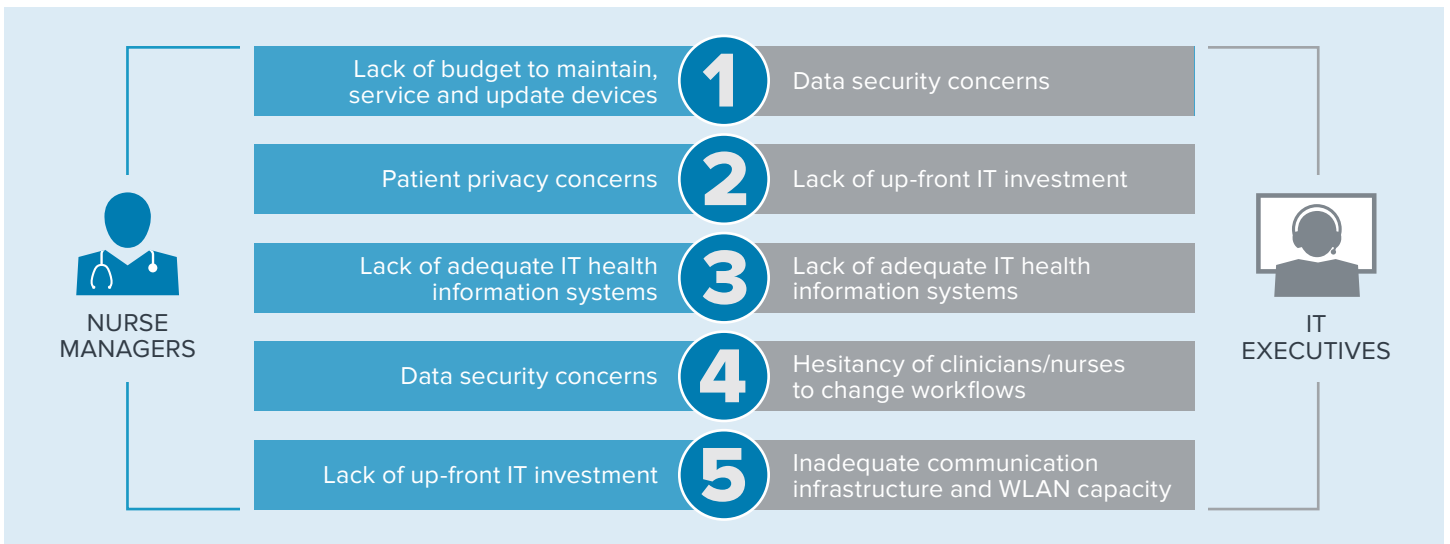 Lack of budget to maintain,
service and update devices
1
Data security concerns
Patient privacy concerns
2
Lack of up-front IT investment
Lack of adequate IT health
information systems
3
Lack of adequate IT health
information systems
NURSE
MANAGERS
IT
EXECUTIVES
Data security concerns
4
Hesitancy of clinicians/nurses
to change workflows
Lack of up-front IT investment
5
Inadequate communication
infrastructure and WLAN capacity